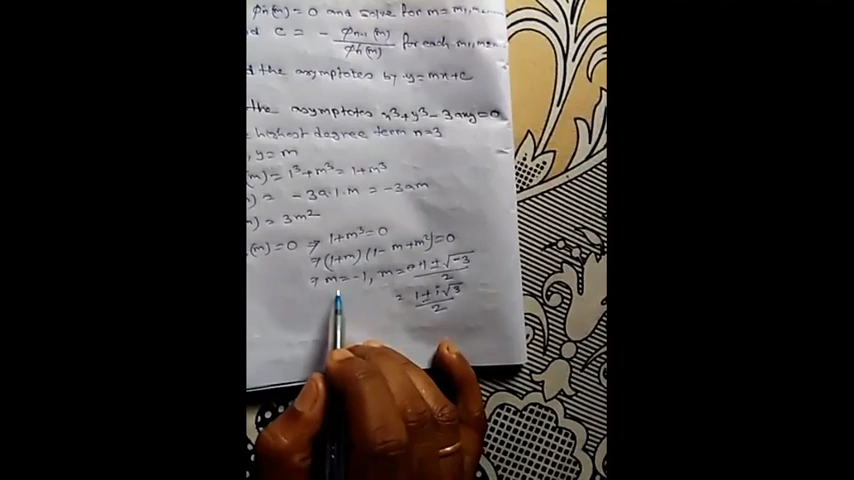 φn(m) = 0 and solve for m = m1,
C = - φn-1(m) / φ'n(m) for each m1, m2
the asymptotes by y = mx + c
the asymptotes x³ + y³ - 3axy = 0
highest degree term n = 3
y = m
(m) = 1³ + m³ = 1 + m³
) = - 3a·1·m = -3am
) = 3m²
(m) = 0 ⇒ 1 + m³ = 0
⇒ (1+m) (1 - m + m²) = 0
⇒ m = -1, m = +1 ± √-3 / 2
= 1 ± i√3 / 2